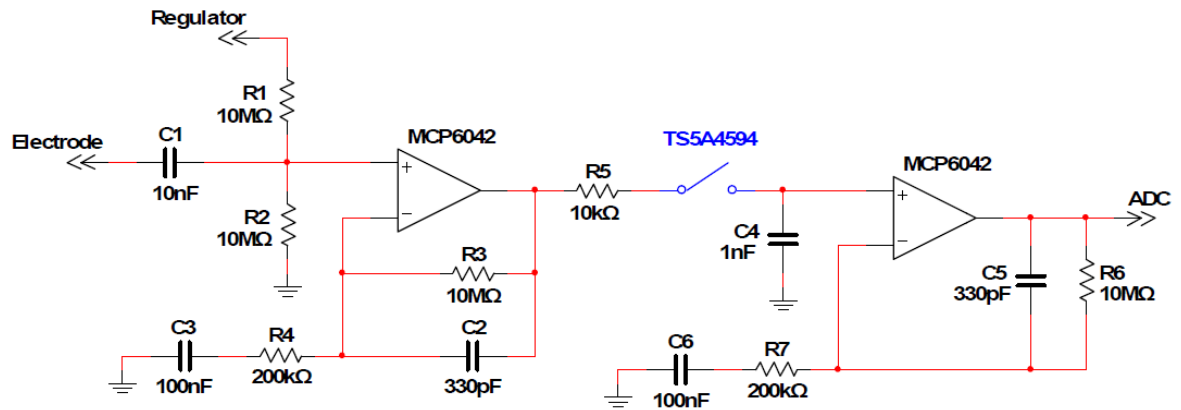 Regulator
R1
10MΩ
Electrode
C1
10nF
R2
10MΩ
MCP6042
+
−
R3
10MΩ
C3
100nF
R4
200kΩ
C2
330pF
R5
10kΩ
TS5A4594
C4
1nF
MCP6042
+
−
ADC
C5
330pF
R6
10MΩ
C6
100nF
R7
200kΩ